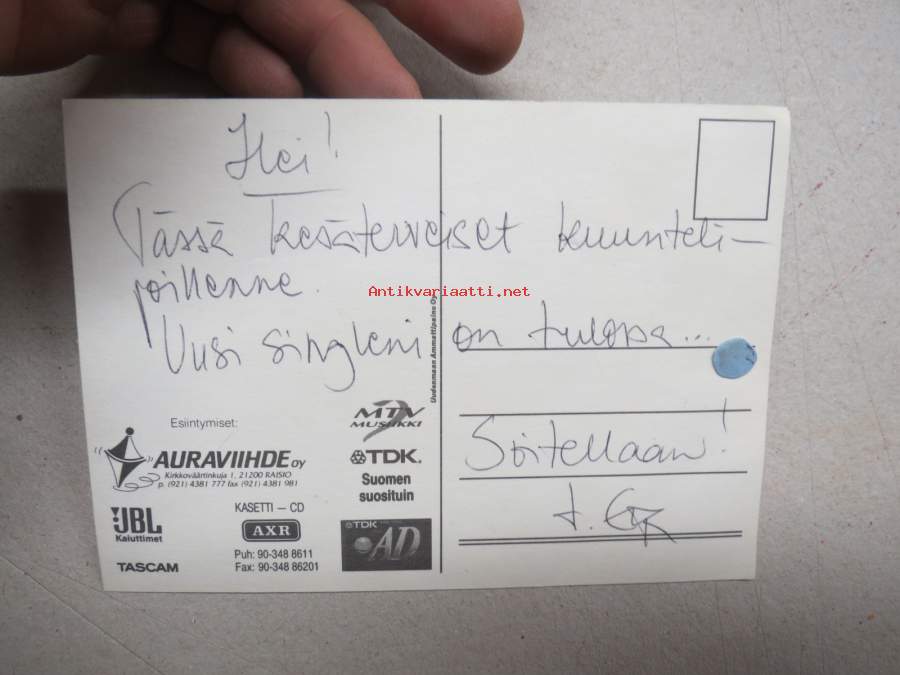 Hei!
Tässä kesäterveiset kuunteli-
joillenne.
Antikvariaatti.net
Uusi singleni on tulossa...
Uudenmaan Ammattipaino Oy
Soitellaan!
Esiintymiset:
AURAVIIHDE OY
Kirkkoväärtinkuja 1, 21200 RAISIO
p. (921) 4381 777 fax (921) 4381 981
MTV
MUSIIKKI
TDK.
Suomen
suosituin
JBL
Kaiuttimet
TASCAM
KASETTI – CD
AXR
Puh: 90-348 8611
Fax: 90-348 86201
TDK
AD